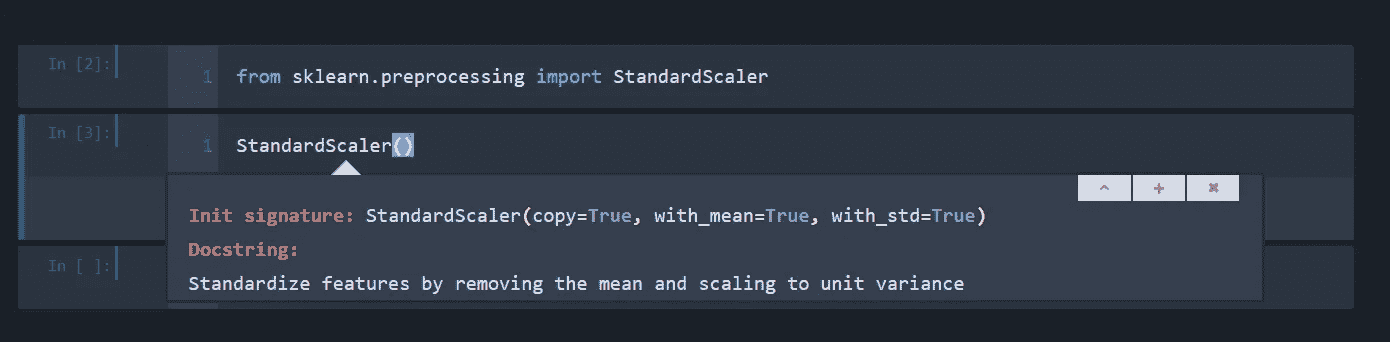 In [2]:
1 from sklearn.preprocessing import StandardScaler
In [3]:
1 StandardScaler()
Init signature: StandardScaler(copy=True, with_mean=True, with_std=True)
Docstring:
Standardize features by removing the mean and scaling to unit variance
In [ ]: